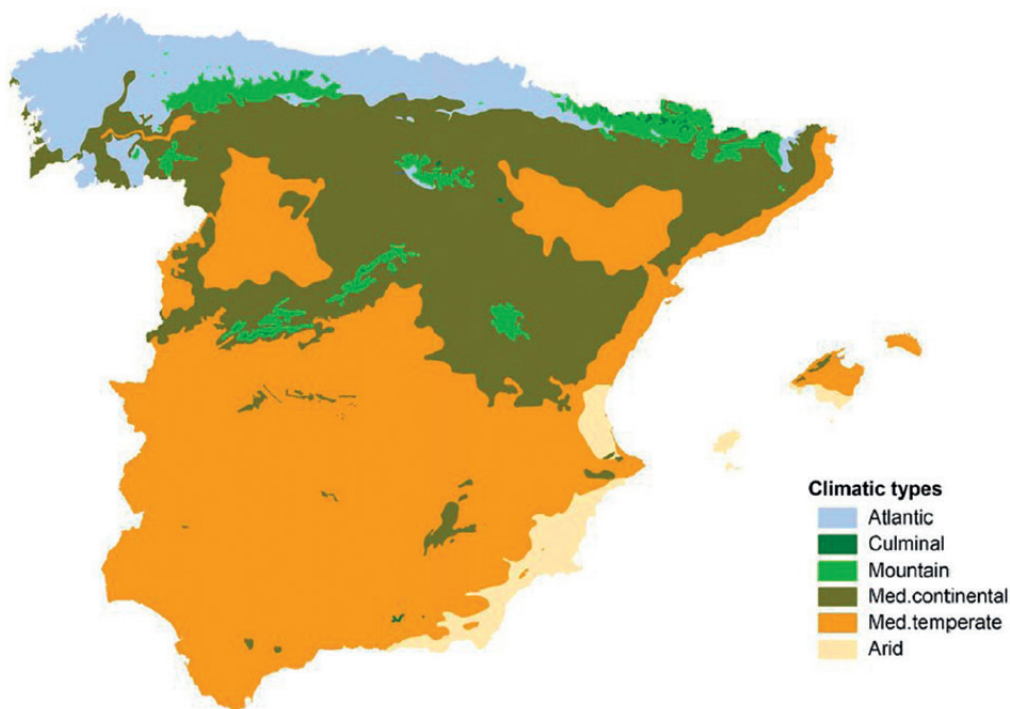 Climatic types
Atlantic
Culminal
Mountain
Med.continental
Med.temperate
Arid